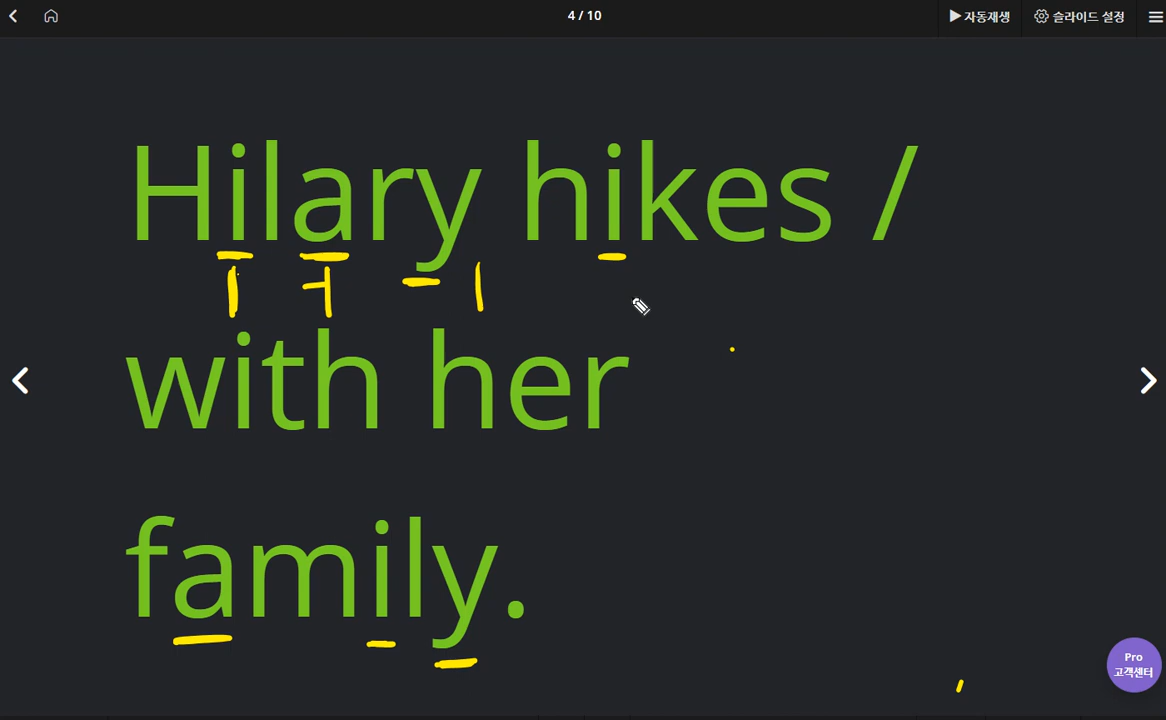 4 / 10
자동재생
슬라이드 설정
Hilary hikes /
ㅣ ㅓ ㅣ
with her
family.
Pro
고객센터